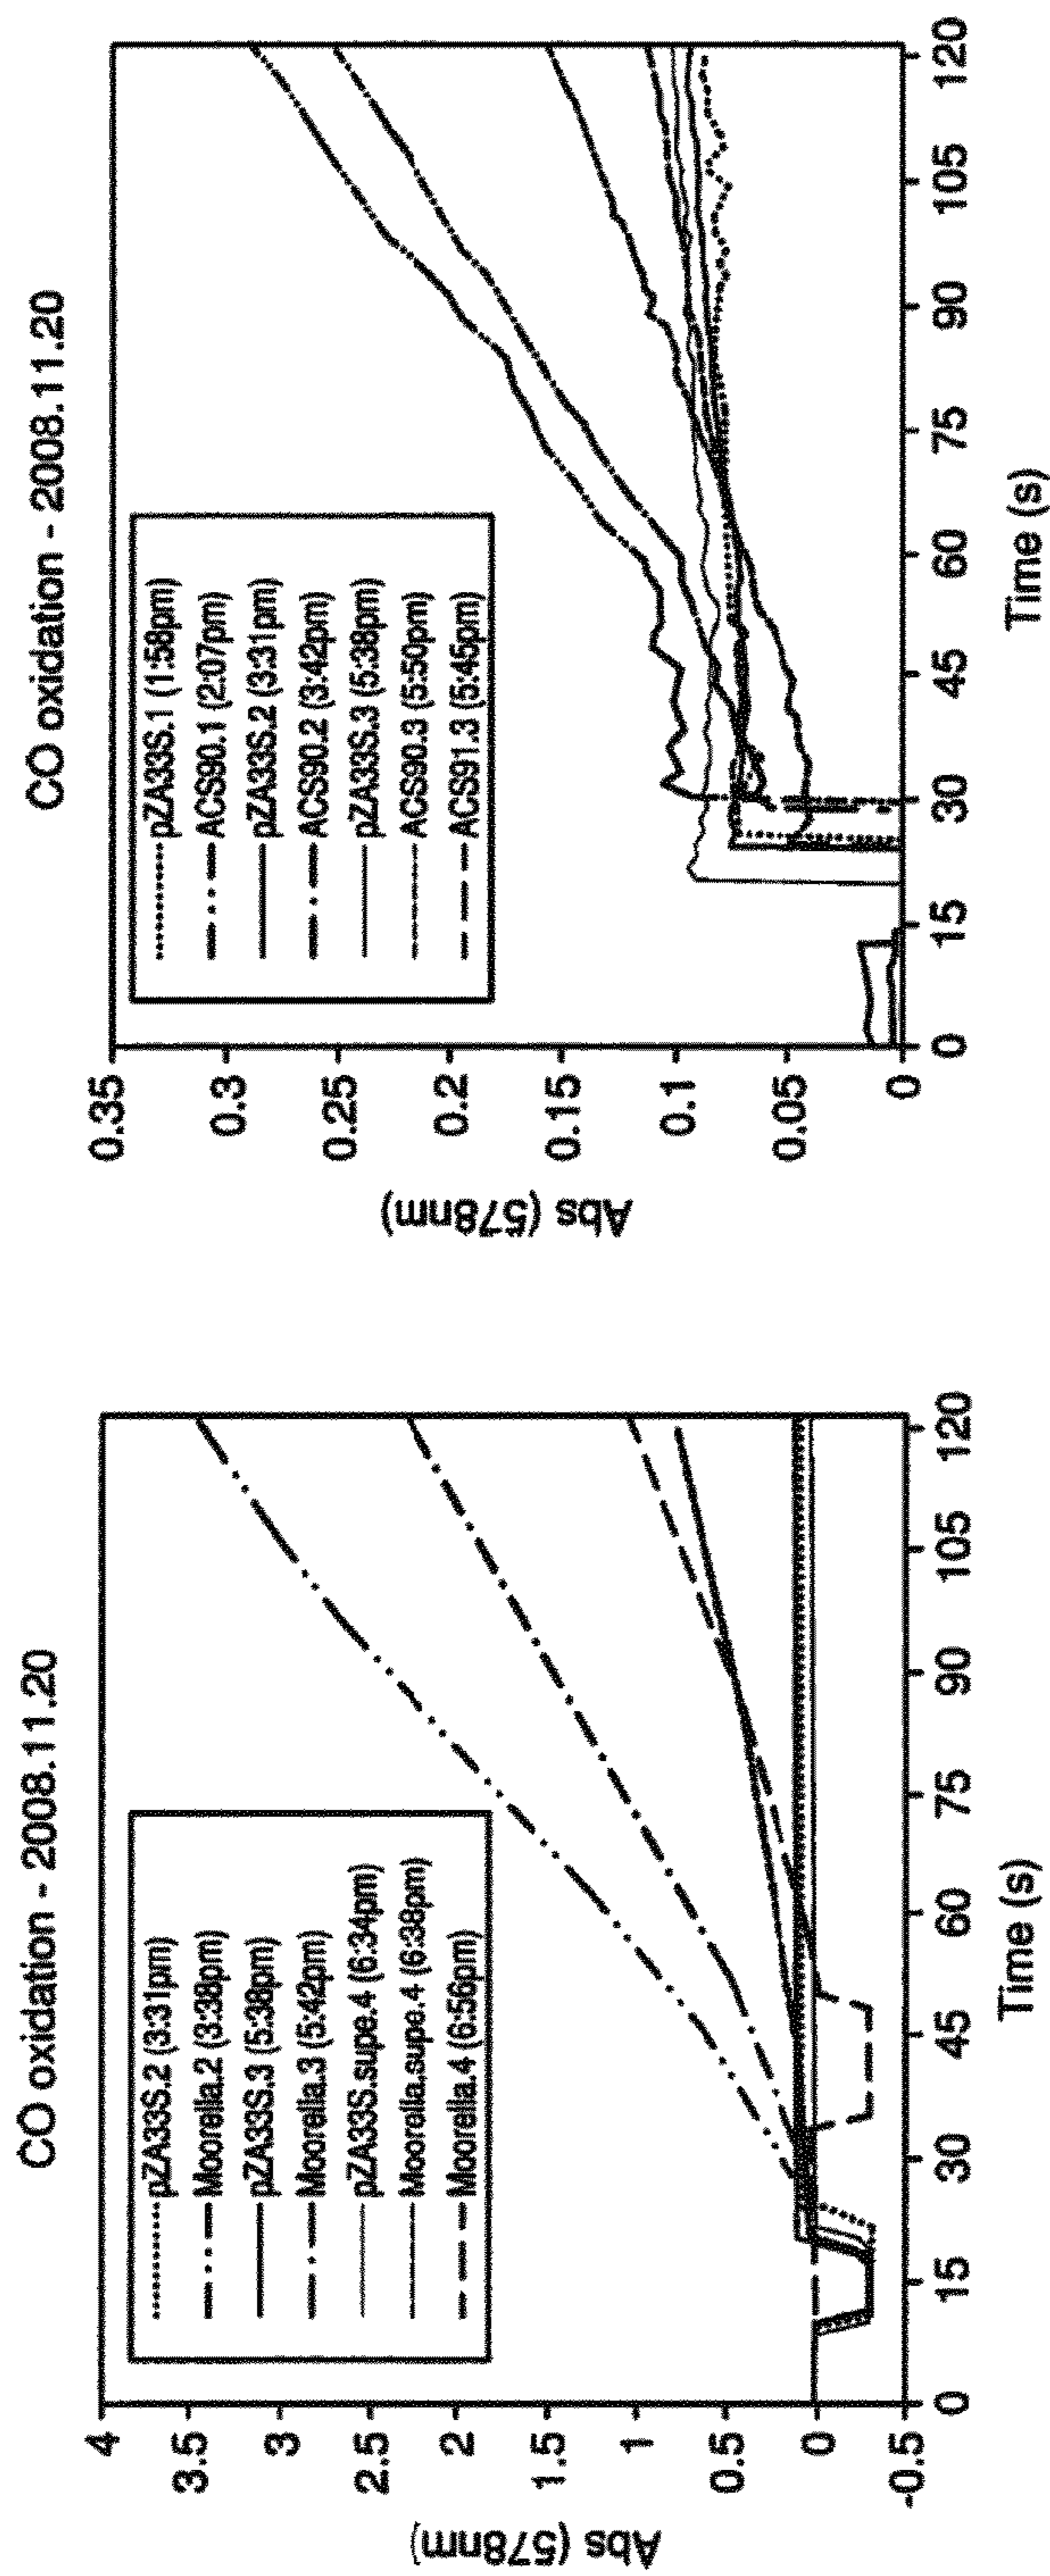 CO oxidation - 2008.11.20
Abs (578nm)
4
3.5
3
2.5
2
1.5
1
0.5
0
-0.5
pZA33S.2 (3:31pm)
Moorella.2 (3:38pm)
pZA33S.3 (5:38pm)
Moorella.3 (5:42pm)
pZA33S.supe.4 (6:34pm)
Moorella.supe.4 (6:38pm)
Moorella.4 (6:56pm)
0 15 30 45 60 75 90 105 120
Time (s)
CO oxidation - 2008.11.20
Abs (578nm)
0.35
0.3
0.25
0.2
0.15
0.1
0.05
0
pZA33S.1 (1:58pm)
ACS90.1 (2:07pm)
pZA33S.2 (3:31pm)
ACS90.2 (3:42pm)
pZA33S.3 (5:38pm)
ACS90.3 (5:50pm)
ACS91.3 (5:45pm)
0 15 30 45 60 75 90 105 120
Time (s)